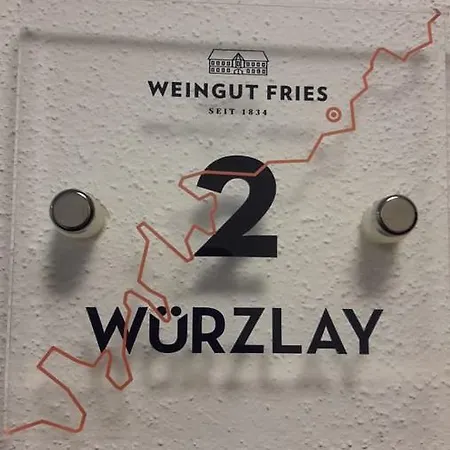 WEINGUT FRIES
SEIT 1834
2
WÜRZLAY